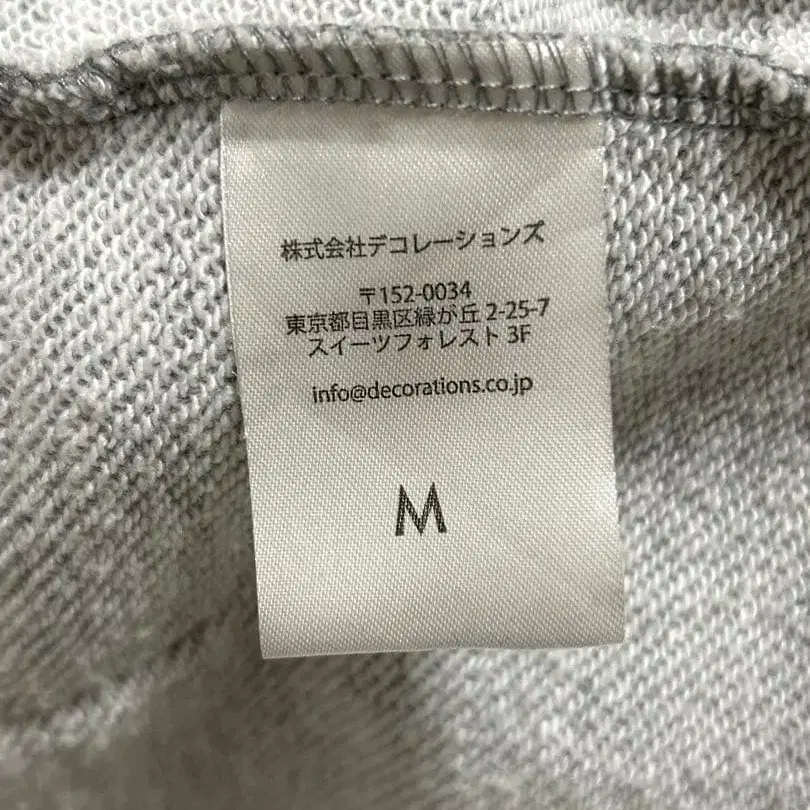 株式会社デコレーションズ
〒152-0034
東京都目黒区緑が丘 2-25-7
スイーツフォレスト 3F
info@decorations.co.jp
M